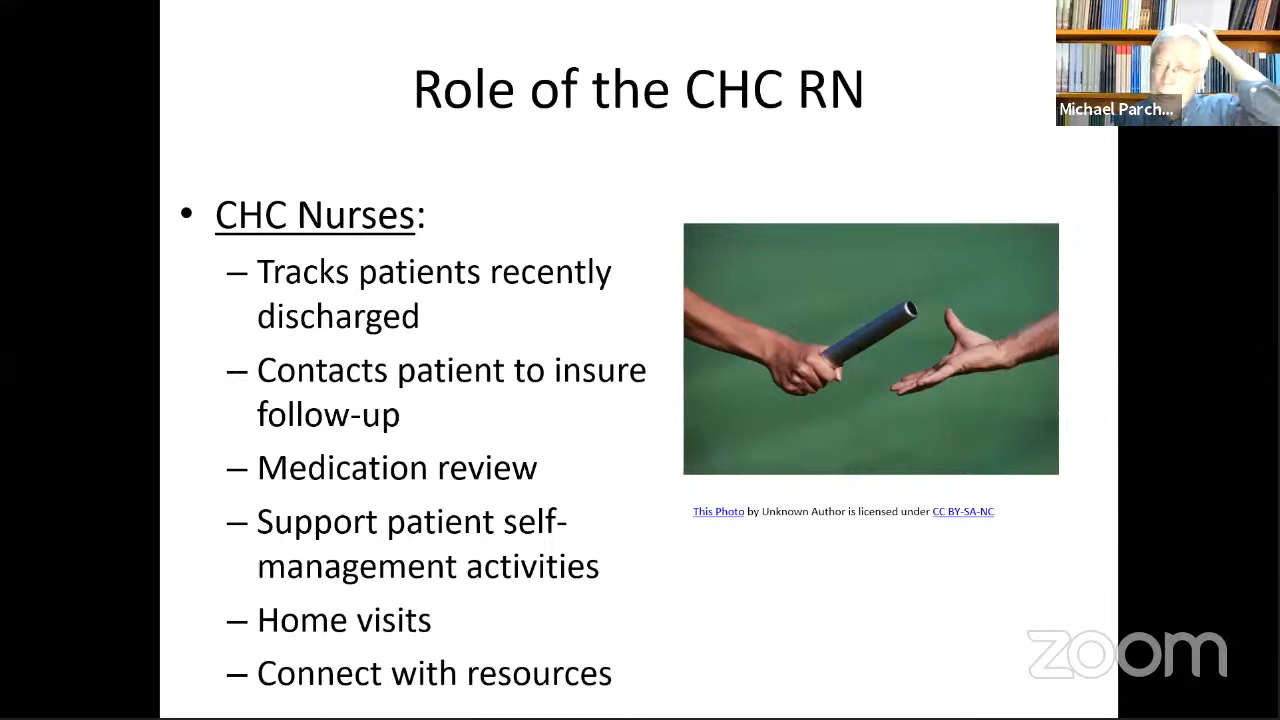 Role of the CHC RN
Michael Parch...
• CHC Nurses:
– Tracks patients recently
discharged
– Contacts patient to insure
follow-up
– Medication review
– Support patient self-
management activities
– Home visits
– Connect with resources
This Photo by Unknown Author is licensed under CC BY-SA-NC
zoom